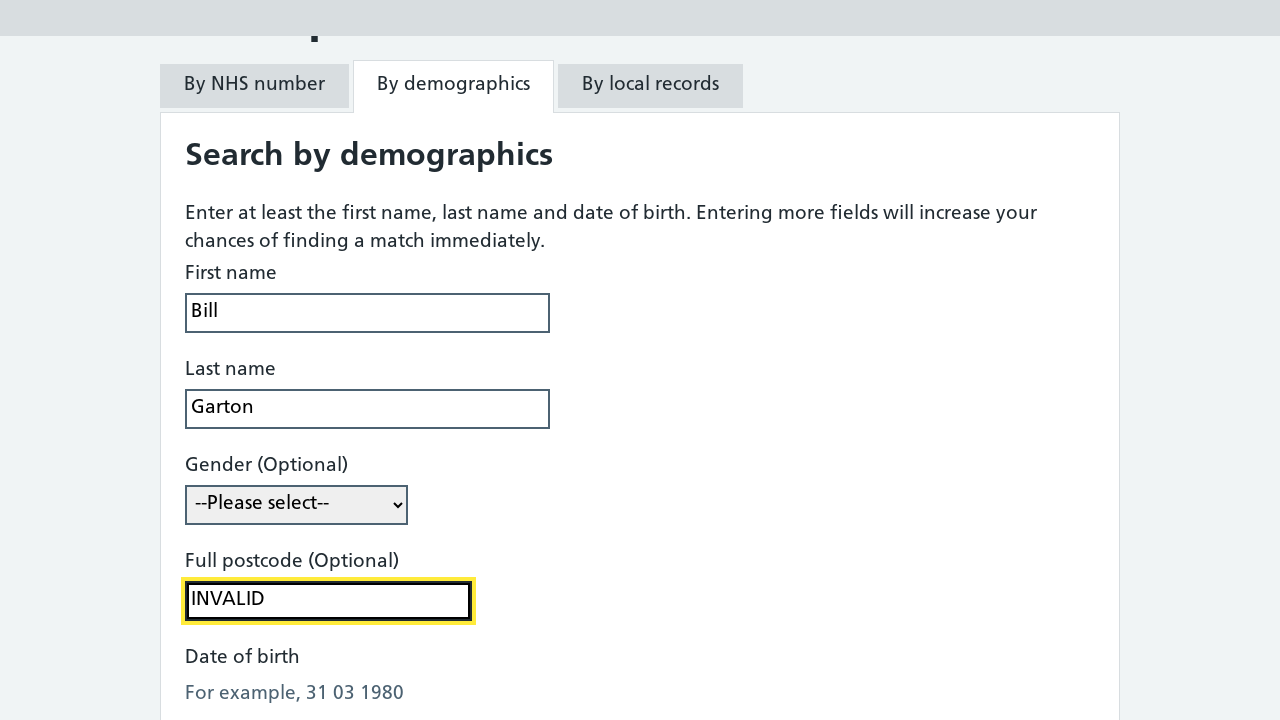 By NHS number
By demographics
By local records
Search by demographics
Enter at least the first name, last name and date of birth. Entering more fields will increase your
chances of finding a match immediately.
First name
Bill
Last name
Garton
Gender (Optional)
--Please select--
Full postcode (Optional)
INVALID
Date of birth
For example, 31 03 1980